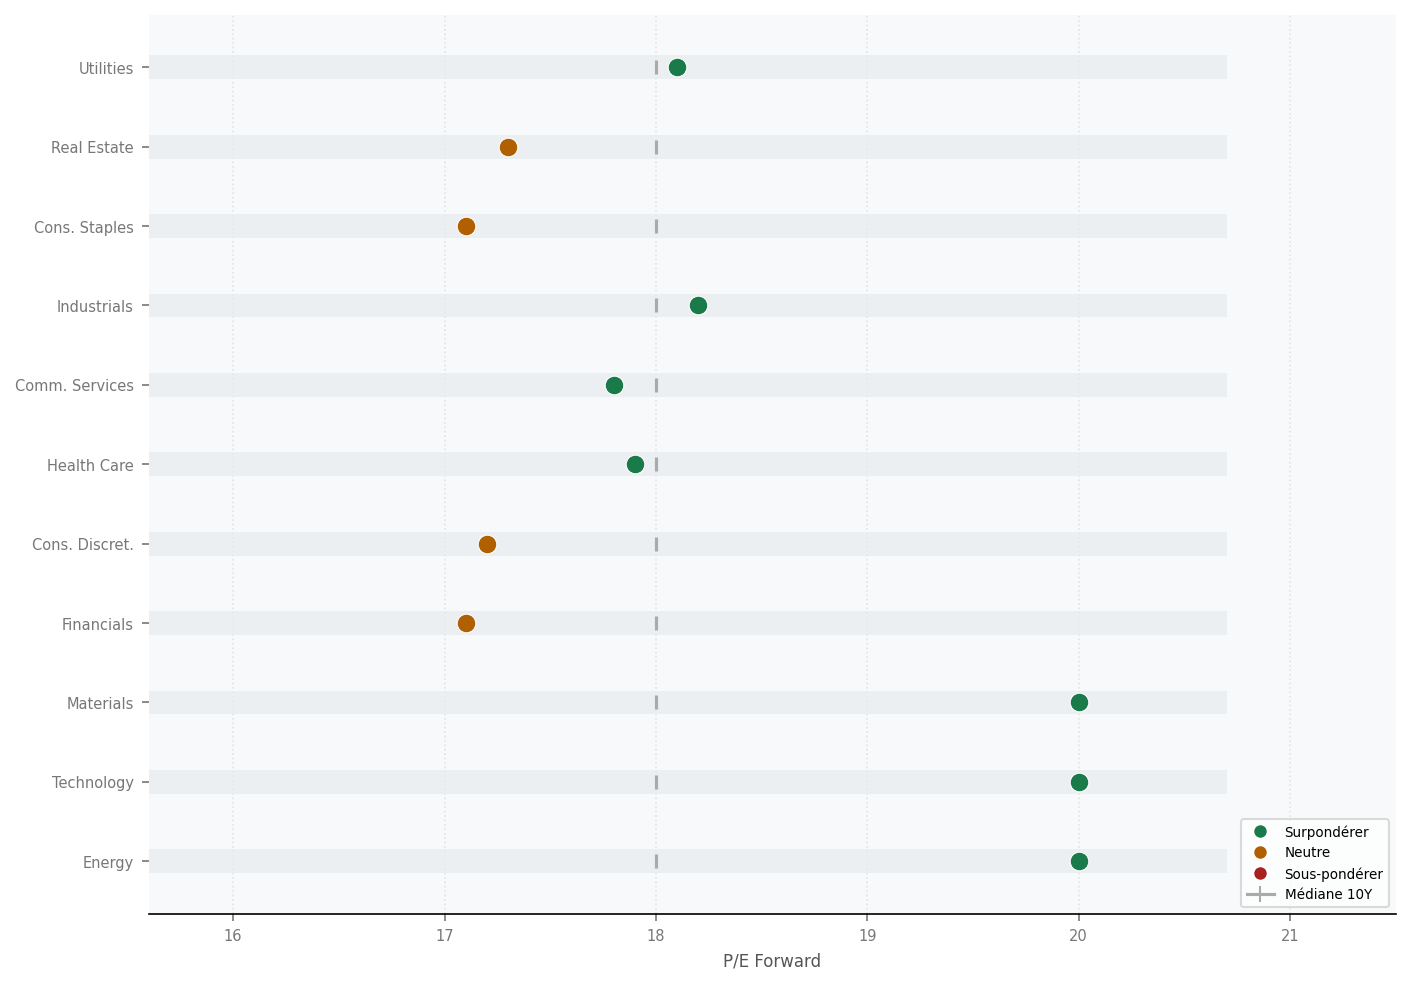 Utilities
Real Estate
Cons. Staples
Industrials
Comm. Services
Health Care
Cons. Discret.
Financials
Materials
Technology
Energy
Surpondérer
Neutre
Sous-pondérer
Médiane 10Y
16 17 18 19 20 21
P/E Forward